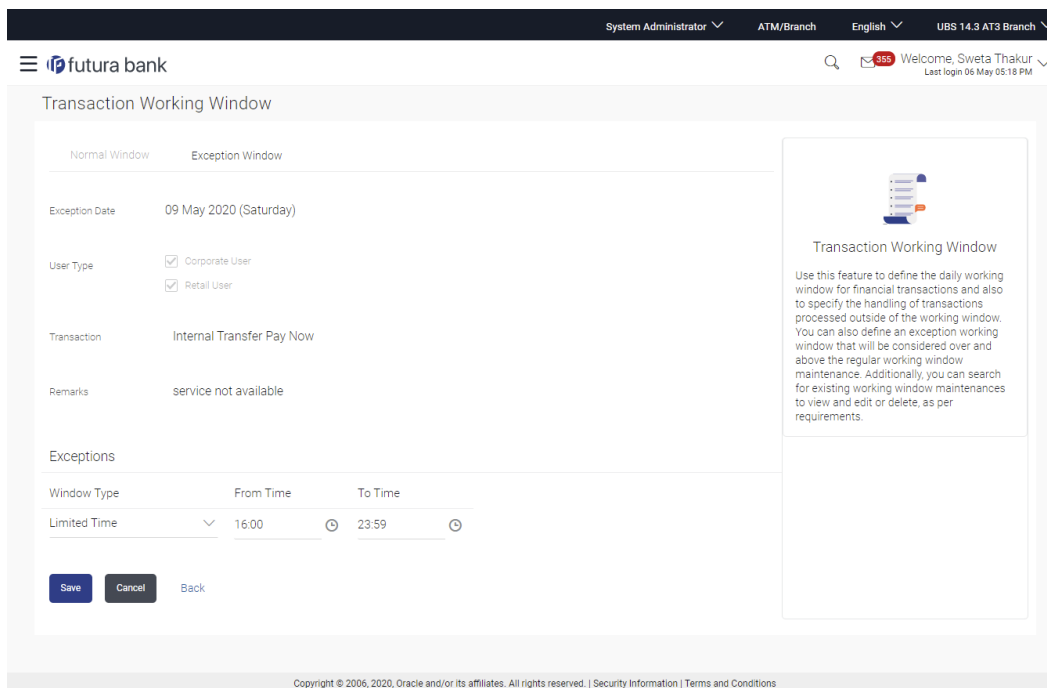 System Administrator ATM/Branch English UBS 14.3 AT3 Branch
futura bank 355 Welcome, Sweta Thakur
Last login 06 May 05:18 PM
Transaction Working Window
Normal Window Exception Window
Exception Date 09 May 2020 (Saturday)
User Type Corporate User
Retail User
Transaction Internal Transfer Pay Now
Remarks service not available
Exceptions
Window Type From Time To Time
Limited Time 16:00 23:59
Save Cancel Back
Transaction Working Window
Use this feature to define the daily working
window for financial transactions and also
to specify the handling of transactions
processed outside of the working window.
You can also define an exception working
window that will be considered over and
above the regular working window
maintenance. Additionally, you can search
for existing working window maintenances
to view and edit or delete, as per
requirements.
Copyright © 2006, 2020, Oracle and/or its affiliates. All rights reserved. | Security Information | Terms and Conditions